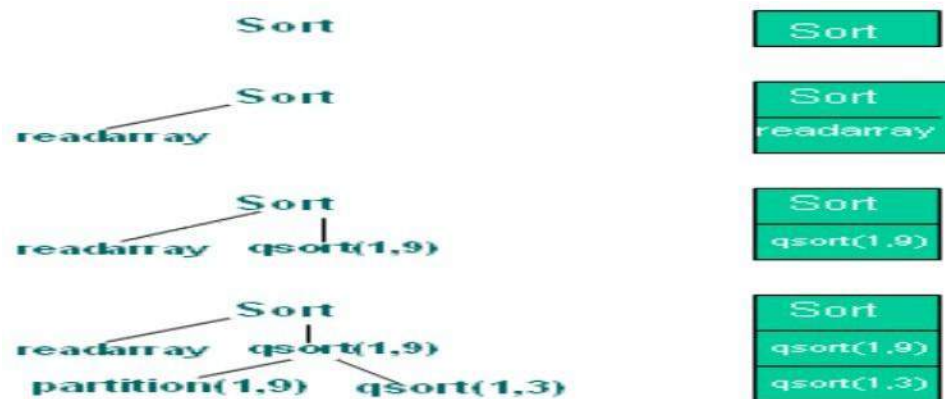 Sort Sort
Sort Sort
readarray readarray
Sort Sort
readarray qsort(1,9) qsort(1,9)
Sort Sort
readarray qsort(1,9) qsort(1,9)
partition(1,9) qsort(1,3) qsort(1,3)